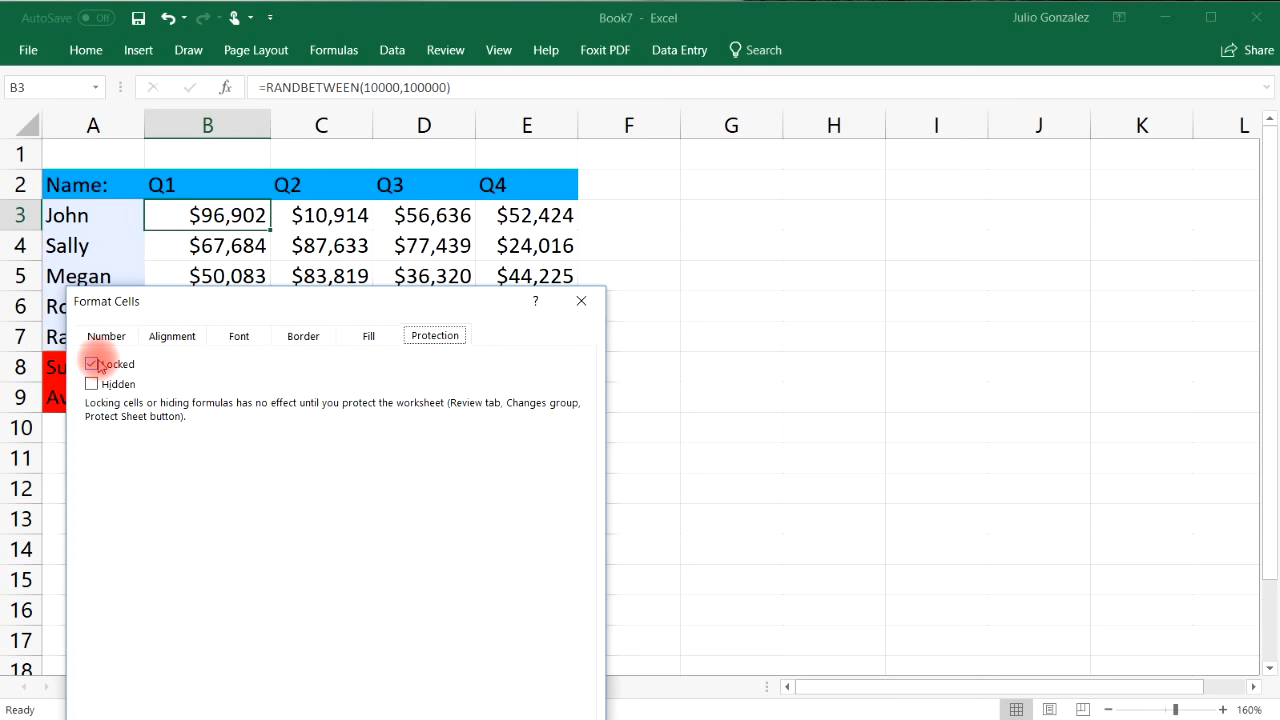 AutoSave Off Book7 - Excel Julio Gonzalez
File Home Insert Draw Page Layout Formulas Data Review View Help Foxit PDF Data Entry Search Share
B3 fx =RANDBETWEEN(10000,100000)
A B C D E F G H I J K L
1
2 Name: Q1 Q2 Q3 Q4
3 John $96,902 $10,914 $56,636 $52,424
4 Sally $67,684 $87,633 $77,439 $24,016
5 Megan $50,083 $83,819 $36,320 $44,225
6
7
8
9
Format Cells ?
Number Alignment Font Border Fill Protection
Locked
Hidden
Locking cells or hiding formulas has no effect until you protect the worksheet (Review tab, Changes group,
Protect Sheet button).
10
11
12
13
14
15
16
17
18
Ready 160%